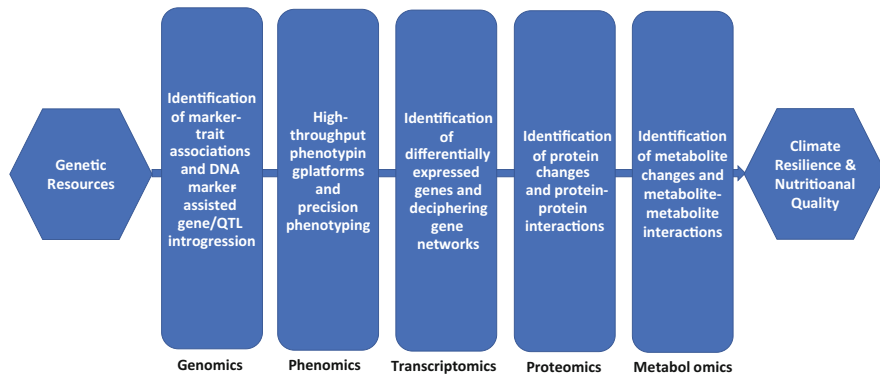 Genetic
Resources
Identification
of marker-
trait
associations
and DNA
marker-
assisted
gene/QTL
introgression
High-
throughput
phenotypin
gplatforms
and
precision
phenotyping
Identification
of
differentially
expressed
genes and
deciphering
gene
networks
Identification
of protein
changes
and protein-
protein
interactions
Identification
of metabolite
changes and
metabolite-
metabolite
interactions
Climate
Resilience &
Nutritioanal
Quality
Genomics
Phenomics
Transcriptomics
Proteomics
Metabol omics